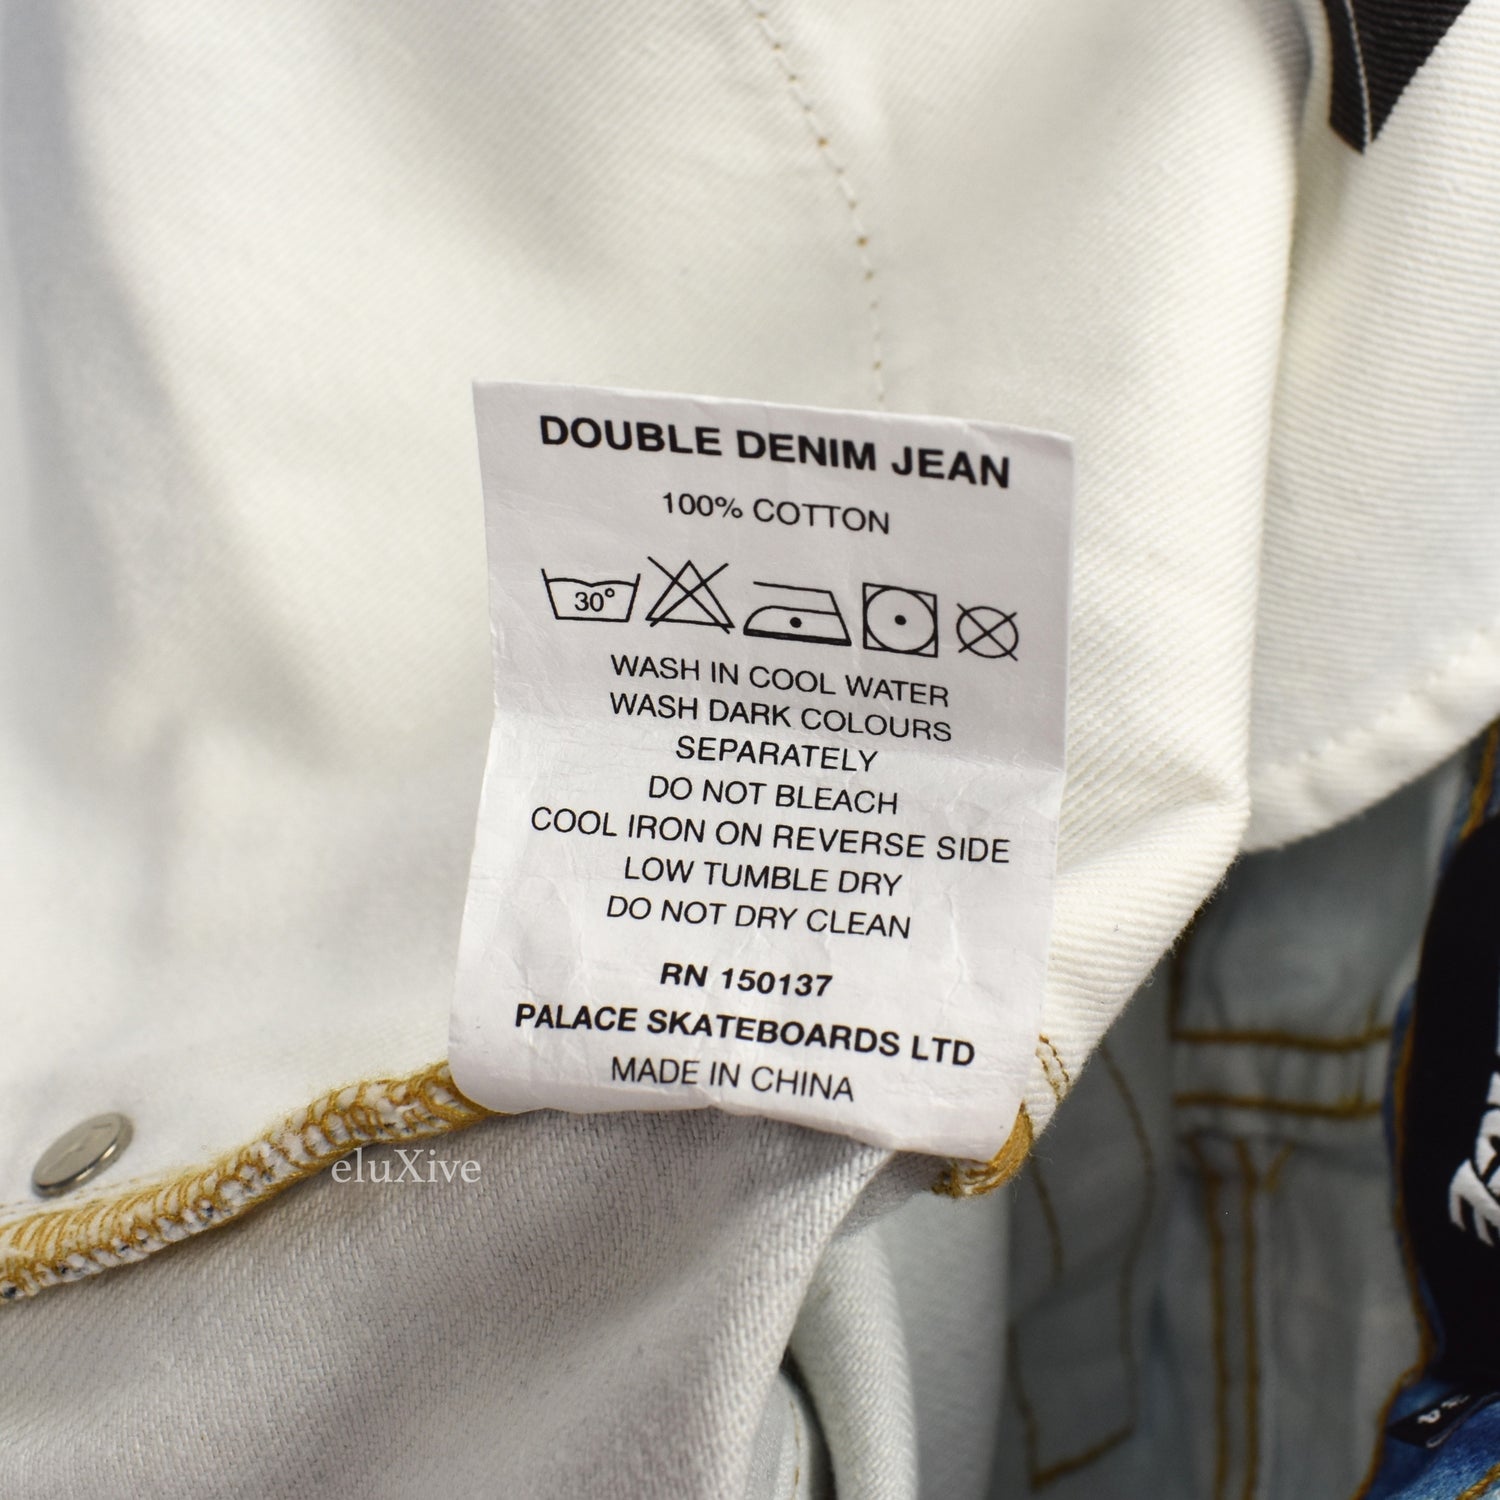 DOUBLE DENIM JEAN
100% COTTON
30°
WASH IN COOL WATER
WASH DARK COLOURS
SEPARATELY
DO NOT BLEACH
COOL IRON ON REVERSE SIDE
LOW TUMBLE DRY
DO NOT DRY CLEAN
RN 150137
PALACE SKATEBOARDS LTD
MADE IN CHINA
eluXive
34